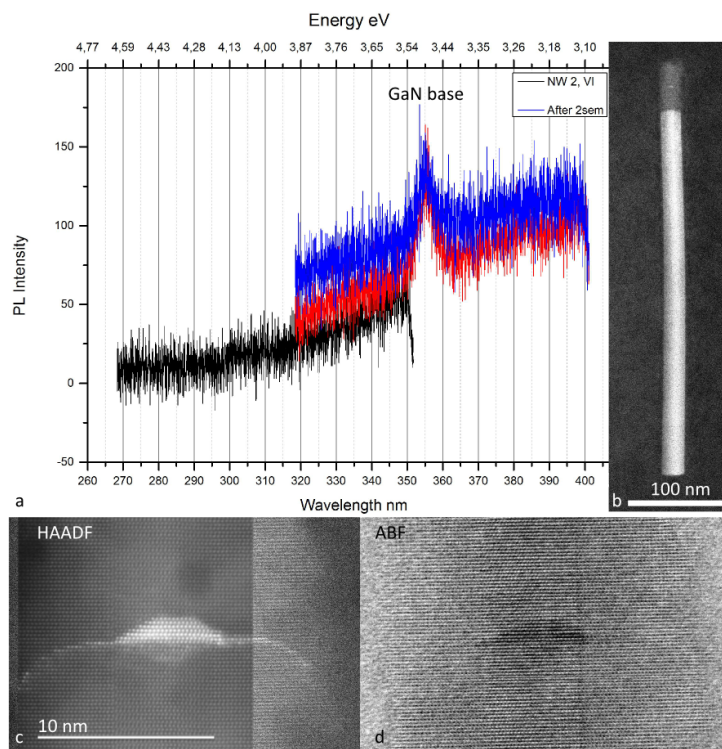 Energy eV
4,77 4,59 4,43 4,28 4,13 4,00 3,87 3,76 3,65 3,54 3,44 3,35 3,26 3,18 3,10
200
NW 2, VI
After 2sem
GaN base
150
100
50
0
-50
PL Intensity
260 270 280 290 300 310 320 330 340 350 360 370 380 390 400
Wavelength nm
a
b
100 nm
HAADF
10 nm
c
ABF
d